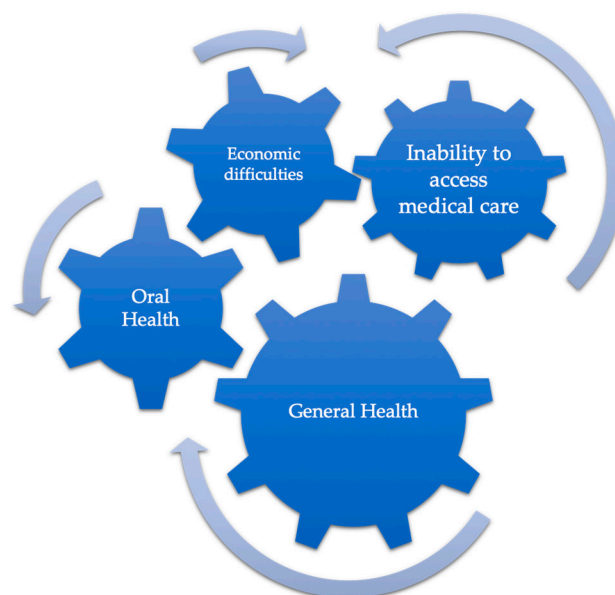 Economic
difficulties
Inability to
access
medical care
Oral
Health
General Health